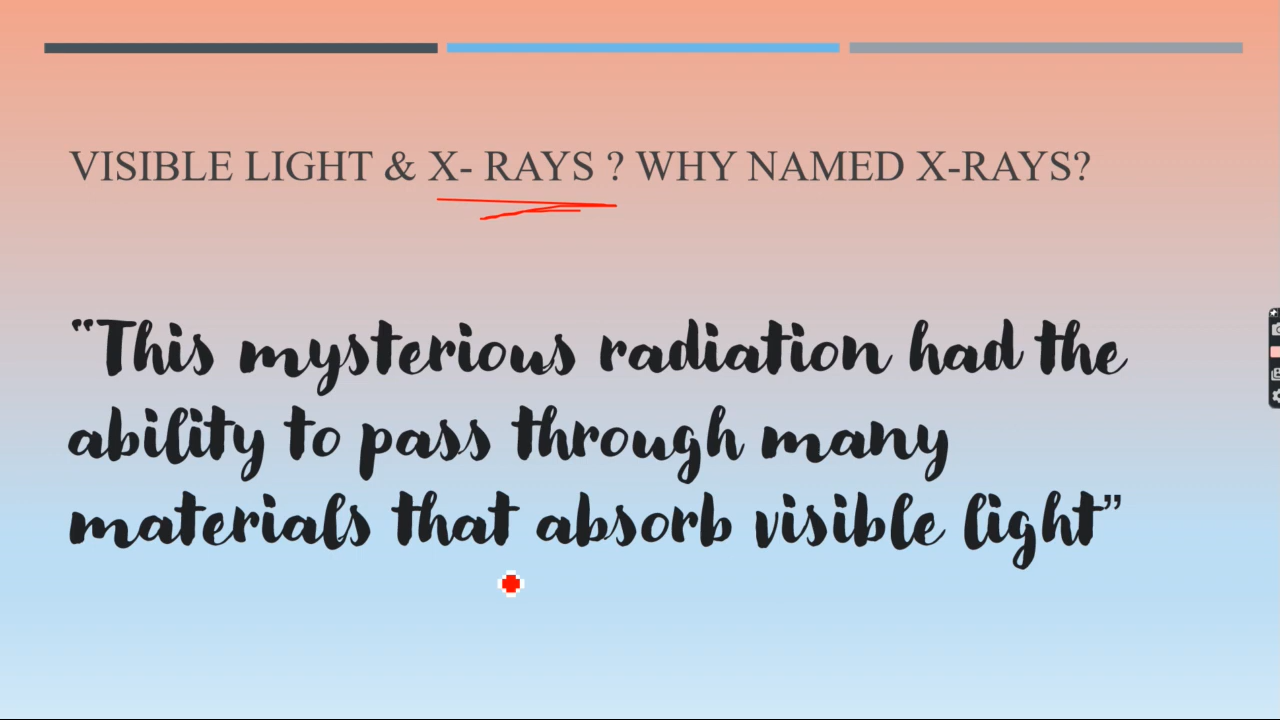 VISIBLE LIGHT & X- RAYS ? WHY NAMED X-RAYS?
“This mysterious radiation had the
ability to pass through many
materials that absorb visible light”